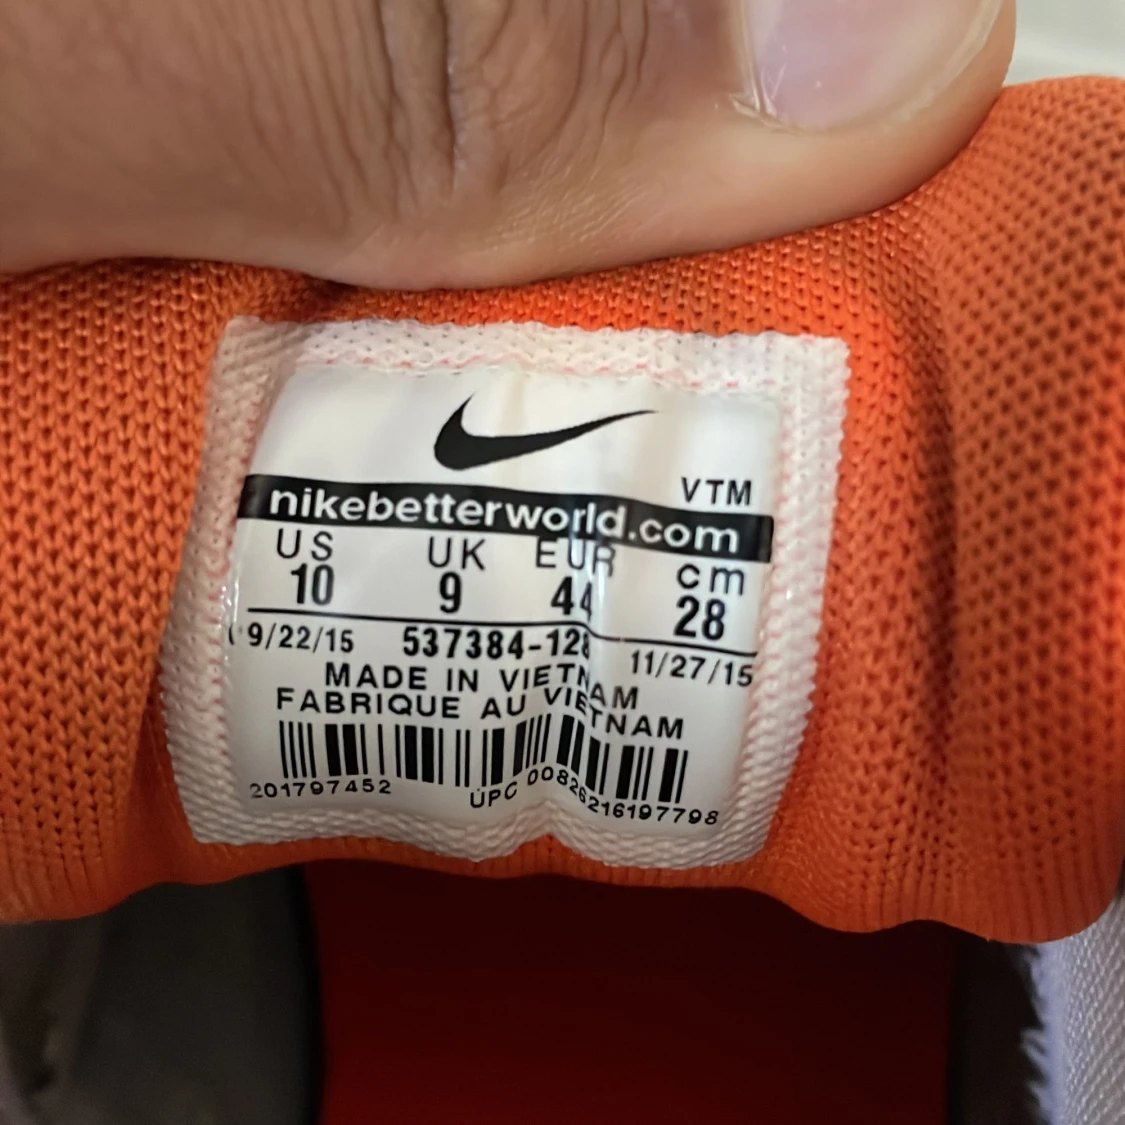 VTM
nikebetterworld.com
US UK EUR cm
10 9 44 28
9/22/15 537384-128 11/27/15
MADE IN VIETNAM
FABRIQUE AU VIETNAM
201797452 UPC 00826216197798